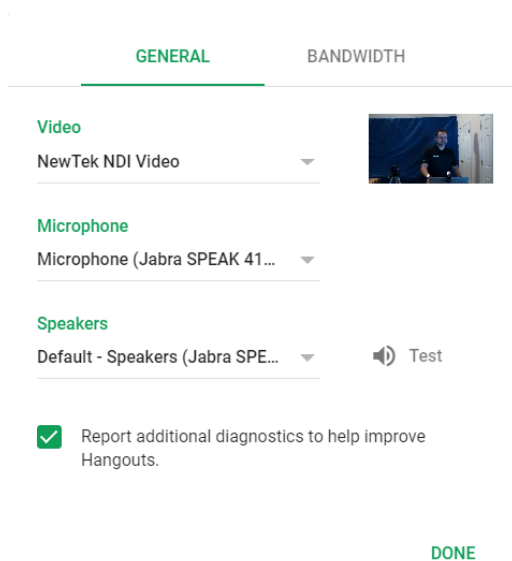 GENERAL BANDWIDTH
Video
NewTek NDI Video
Microphone
Microphone (Jabra SPEAK 41...
Speakers
Default - Speakers (Jabra SPE...
Test
Report additional diagnostics to help improve
Hangouts.
DONE